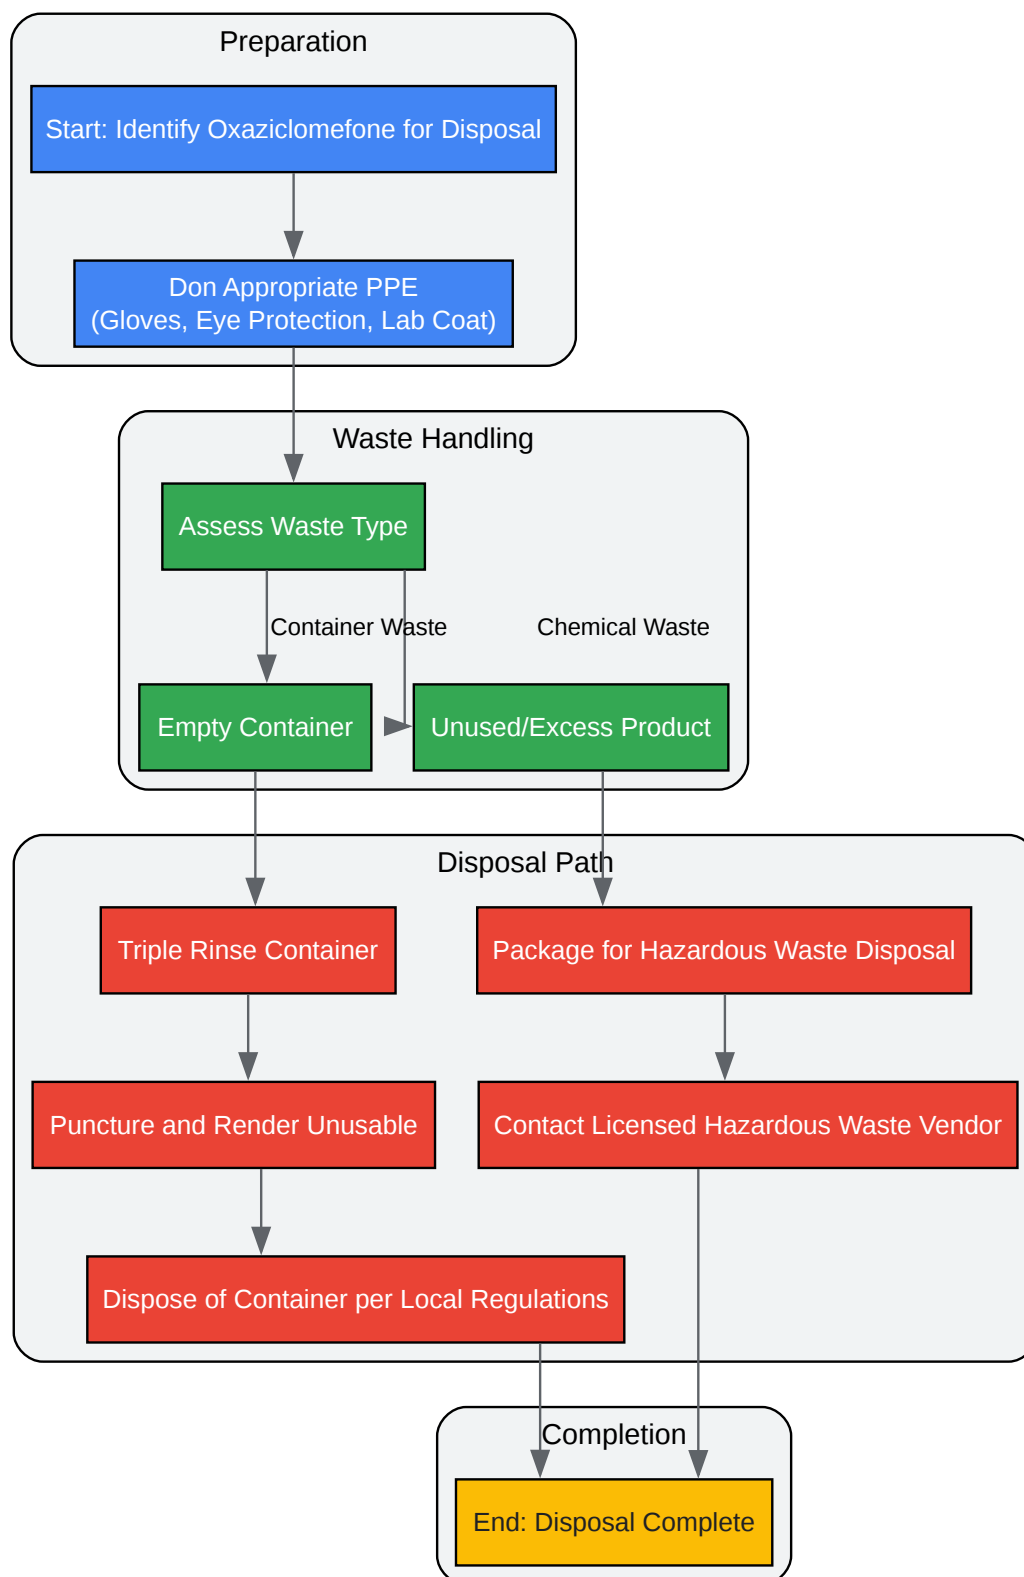 Preparation
Start: Identify Oxaziclomefone for Disposal
Don Appropriate PPE
(Gloves, Eye Protection, Lab Coat)
Waste Handling
Assess Waste Type
Container Waste
Chemical Waste
Empty Container
Unused/Excess Product
Disposal Path
Triple Rinse Container
Package for Hazardous Waste Disposal
Puncture and Render Unusable
Contact Licensed Hazardous Waste Vendor
Dispose of Container per Local Regulations
Completion
End: Disposal Complete